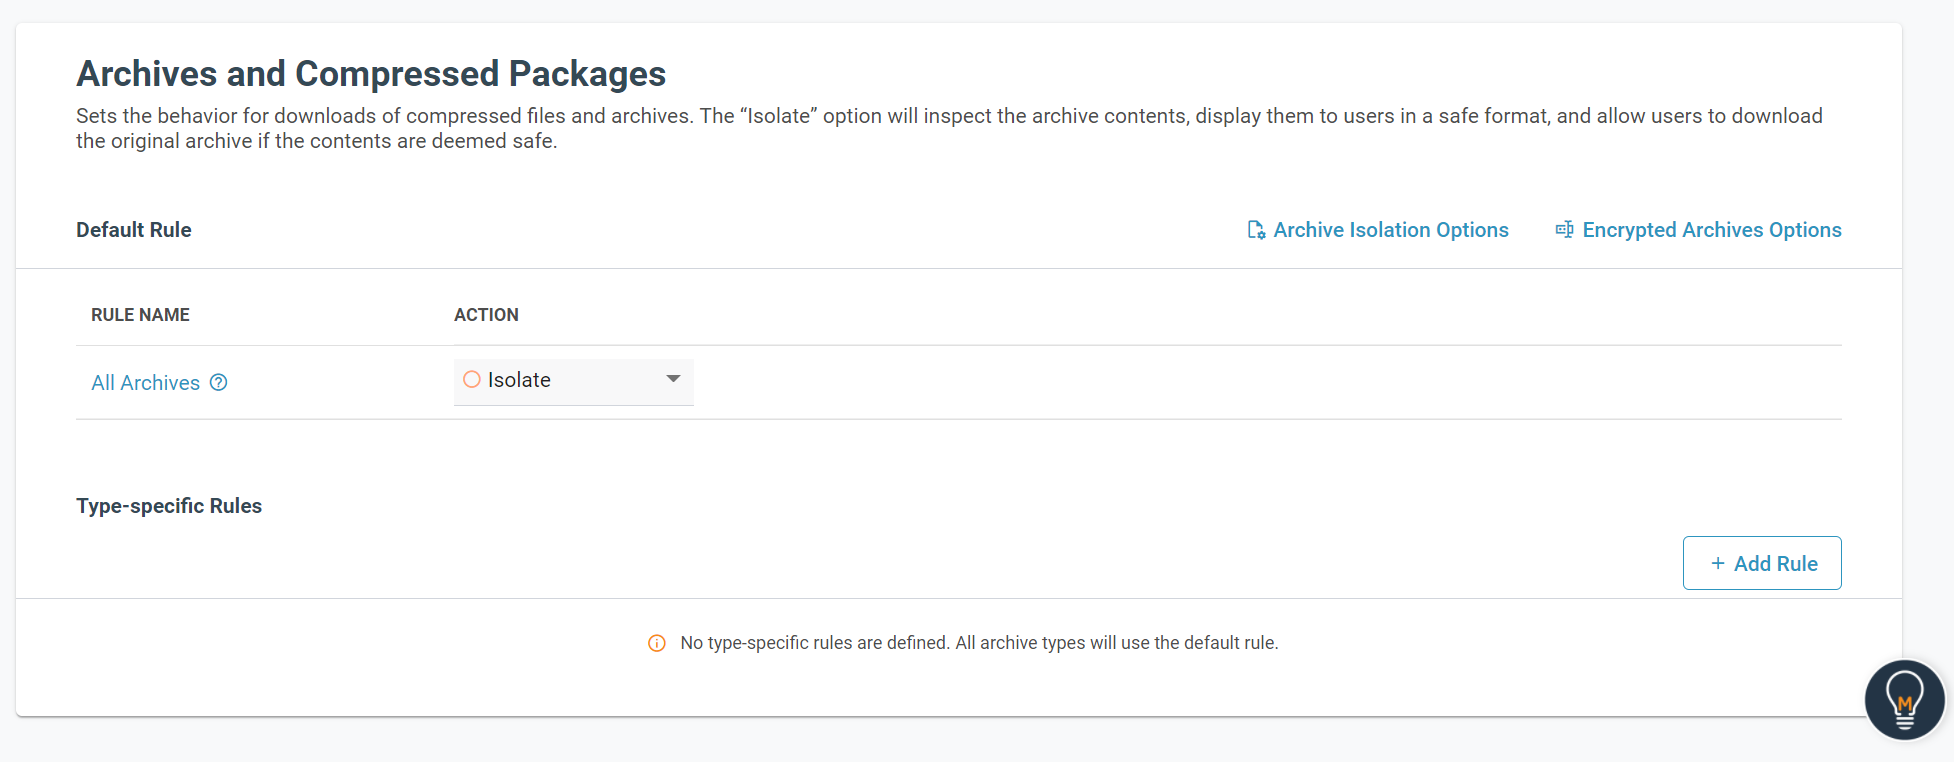 Archives and Compressed Packages
Sets the behavior for downloads of compressed files and archives. The “Isolate” option will inspect the archive contents, display them to users in a safe format, and allow users to download
the original archive if the contents are deemed safe.
Default Rule
Archive Isolation Options
Encrypted Archives Options
RULE NAME
ACTION
All Archives
Isolate
Type-specific Rules
+ Add Rule
No type-specific rules are defined. All archive types will use the default rule.
M